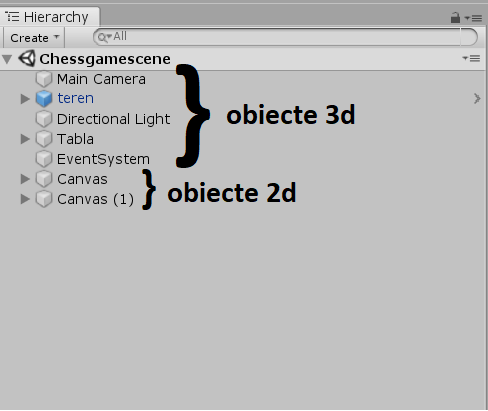 Hierarchy
Create All
Chessgamescene
Main Camera
teren
Directional Light
Tabla
EventSystem
Canvas
Canvas (1)
obiecte 3d
obiecte 2d